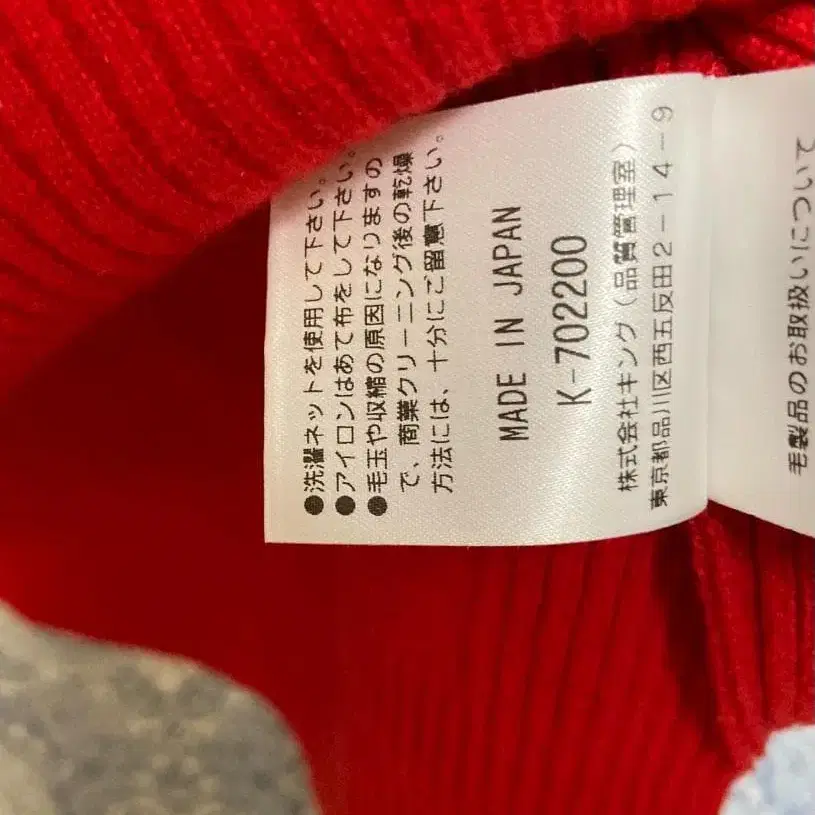 ●洗濯ネットを使用して下さい。
●アイロンはあて布をして下さい。
●毛玉や収縮の原因になりますの
で、商業クリーニング後の乾燥
方法には、十分にご留意下さい。
MADE IN JAPAN
K-702200
株式会社キング(品質管理室)
東京都品川区西五反田2-14-9
毛製品のお取扱いについて